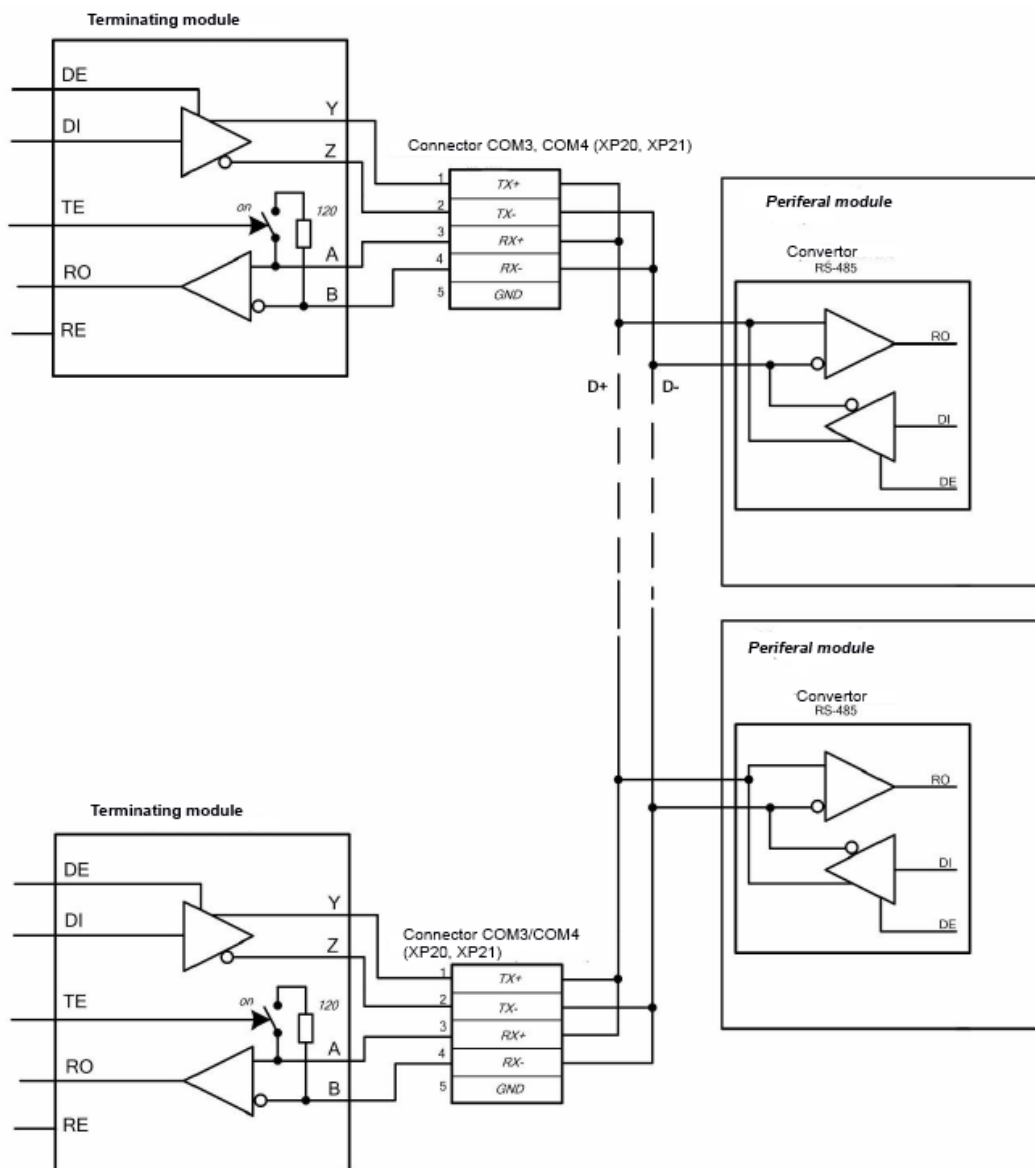 Terminating module
DE
Y
DI
Z
Connector COM3, COM4 (XP20, XP21)
1
TX+
2
TX-
3
RX+
4
RX-
5
GND
TE
on
120
A
RO
B
RE
Periferal module
Convertor
RS-485
RO
DI
DE
D+
D-
Periferal module
Convertor
RS-485
RO
DI
DE
Terminating module
DE
Y
DI
Z
Connector COM3/COM4
(XP20, XP21)
1
TX+
2
TX-
3
RX+
4
RX-
5
GND
TE
on
120
A
RO
B
RE